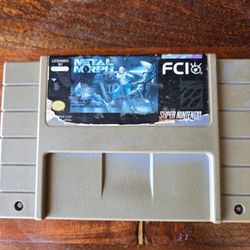 LICENSED
BY
METAL
MORPH
FCI
SUPER NINTENDO